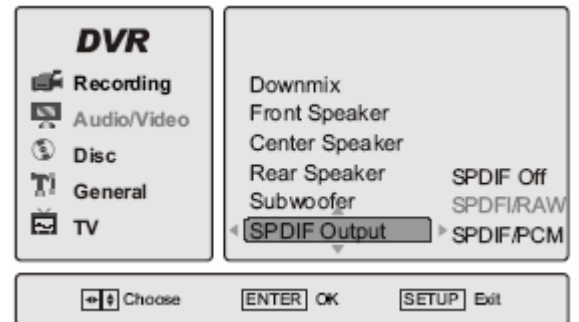 DVR
Recording
Audio/Video
Disc
General
TV
Downmix
Front Speaker
Center Speaker
Rear Speaker
Subwoofer
SPDIF Output
SPDIF Off
SPDFI/RAW
SPDIF/PCM
Choose
ENTER OK
SETUP Exit